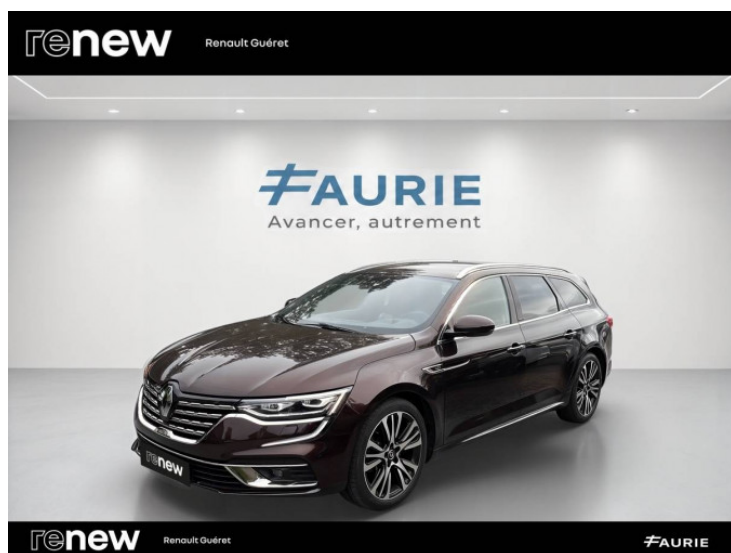 renew Renault Guéret
FAURIE
Avancer, autrement
renew
renew Renault Guéret FAURIE